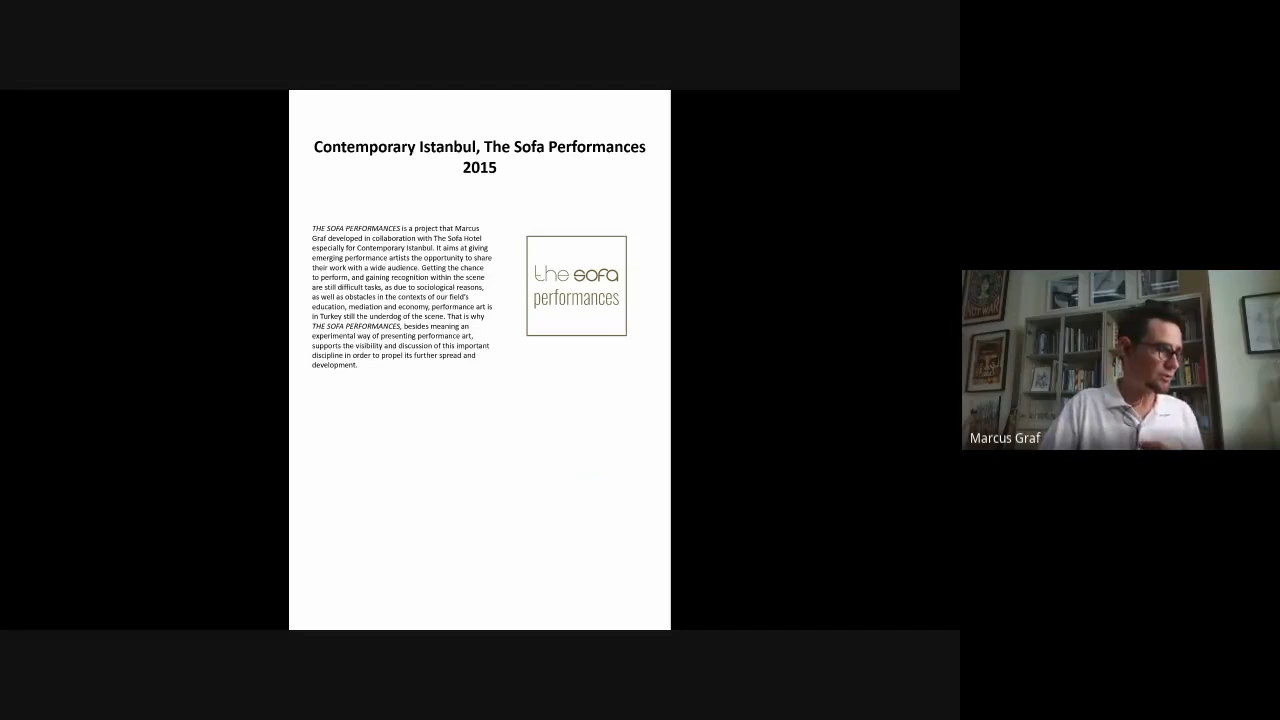 Contemporary Istanbul, The Sofa Performances
2015
THE SOFA PERFORMANCES is a project that Marcus
Graf developed in collaboration with The Sofa Hotel
especially for Contemporary Istanbul. It aims at giving
emerging performance artists the opportunity to share
their work with a wide audience. Getting the chance
to perform, and gaining recognition within the scene
are still difficult tasks, as due to sociological reasons,
as well as obstacles in the contexts of our field's
education, mediation and economy, performance art is
in Turkey still the underdog of the scene. That is why
THE SOFA PERFORMANCES, besides meaning an
experimental way of presenting performance art,
supports the visibility and discussion of this important
discipline in order to propel its further spread and
development.
the sofa
performances
Marcus Graf